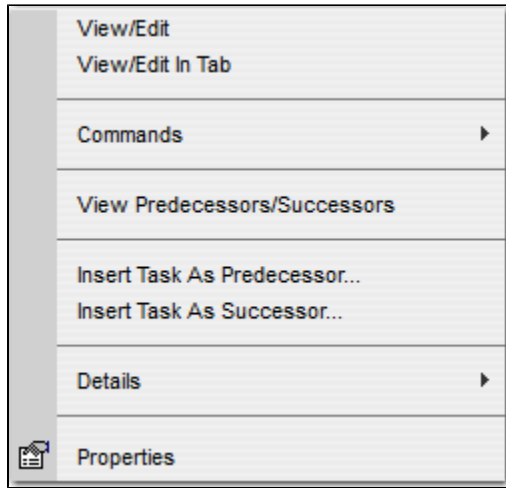 View/Edit
View/Edit In Tab
Commands
View Predecessors/Successors
Insert Task As Predecessor...
Insert Task As Successor...
Details
Properties